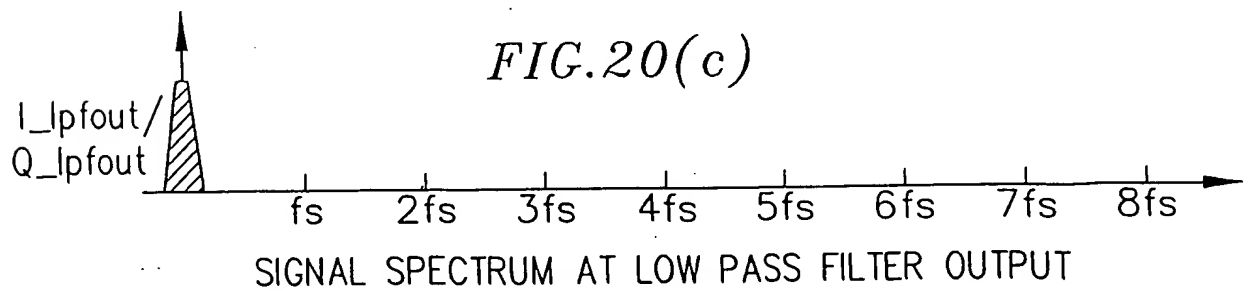 FIG.20(c)
I_lpfout/
Q_lpfout
fs 2fs 3fs 4fs 5fs 6fs 7fs 8fs
SIGNAL SPECTRUM AT LOW PASS FILTER OUTPUT